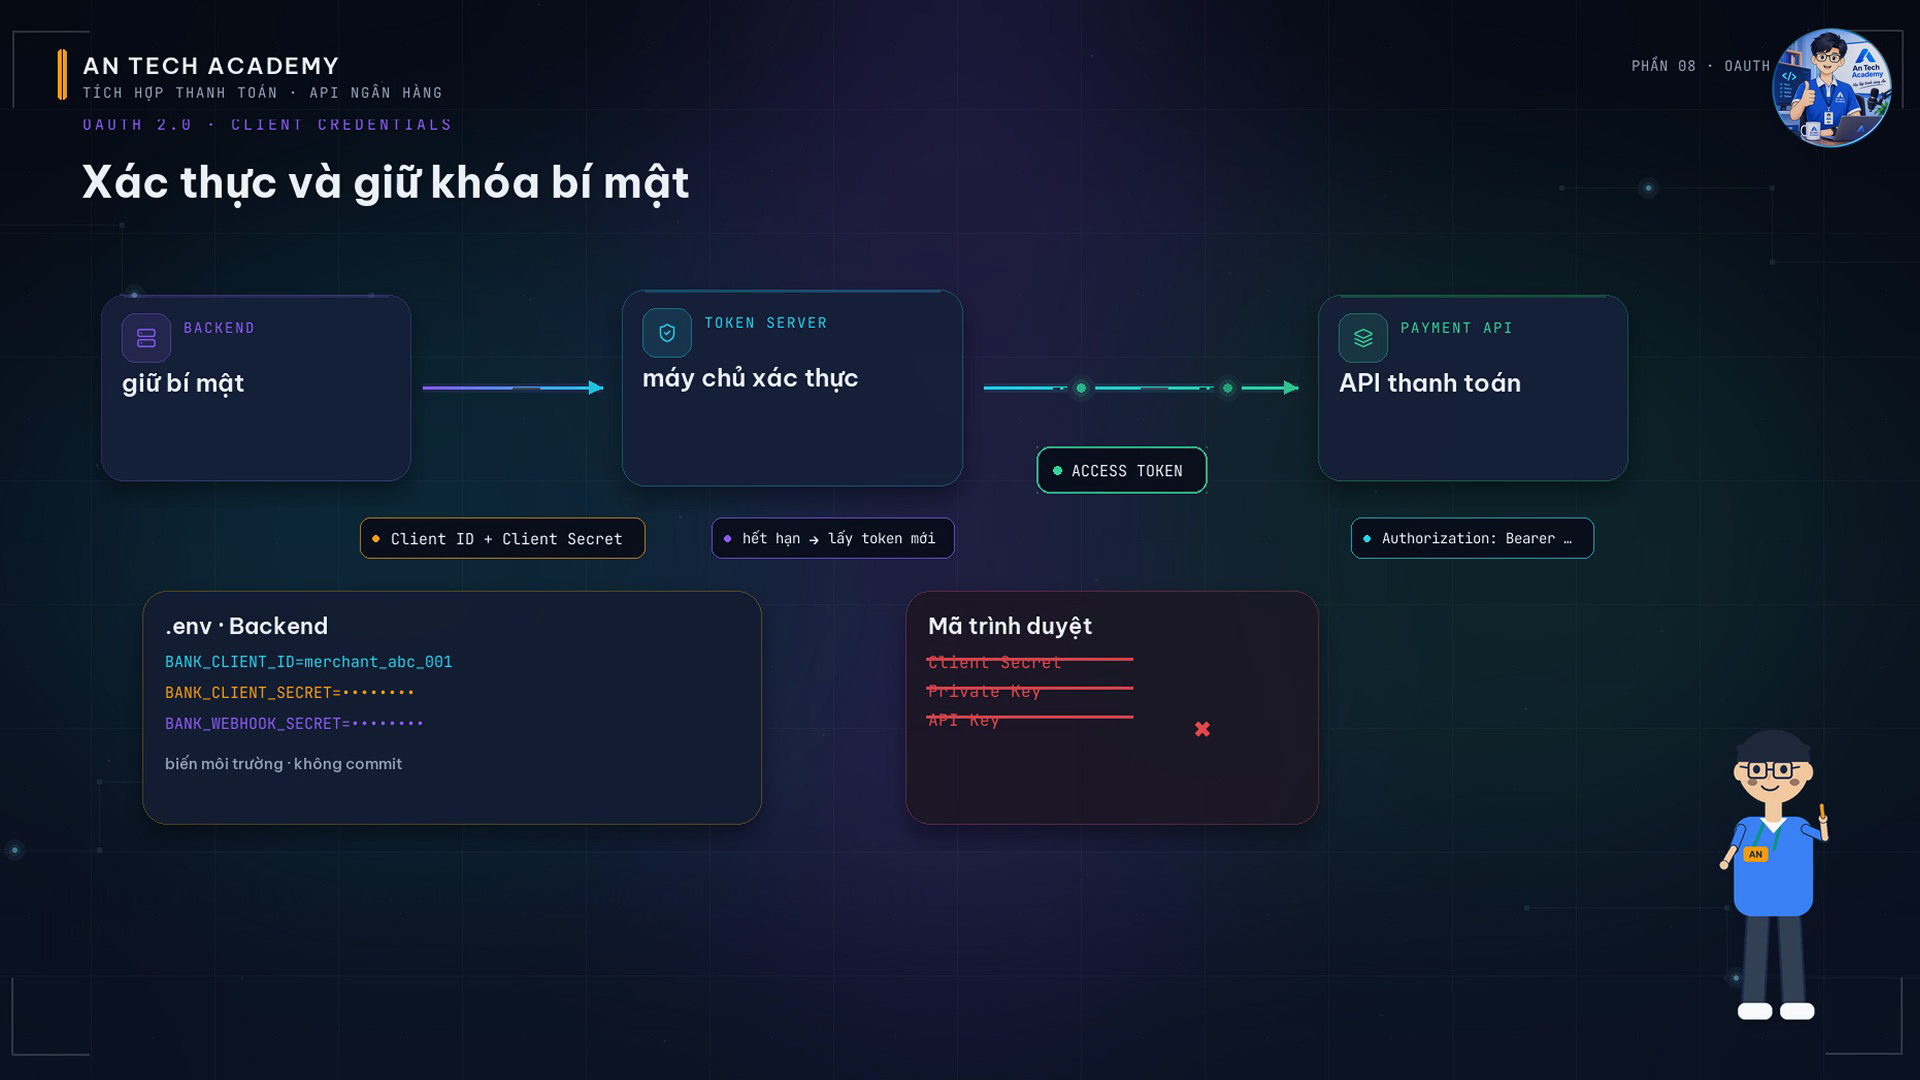 AN TECH ACADEMY
TÍCH HỢP THANH TOÁN · API NGÂN HÀNG
OAUTH 2.0 · CLIENT CREDENTIALS
PHẦN 08 · OAUTH
An Tech
Academy
Xác thực và giữ khóa bí mật
BACKEND
giữ bí mật
TOKEN SERVER
máy chủ xác thực
PAYMENT API
API thanh toán
ACCESS TOKEN
Client ID + Client Secret
hết hạn → lấy token mới
Authorization: Bearer …
.env · Backend
BANK_CLIENT_ID=merchant_abc_001
BANK_CLIENT_SECRET=••••••••
BANK_WEBHOOK_SECRET=••••••••
biến môi trường · không commit
Mã trình duyệt
Client Secret
Private Key
API Key
AN